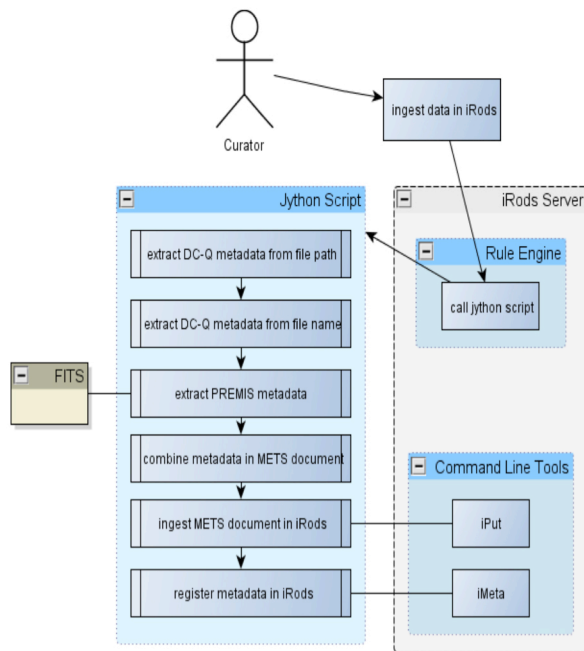 ingest data in iRods
Curator
Jython Script
iRods Server
extract DC-Q metadata from file path
Rule Engine
call jython script
extract DC-Q metadata from file name
FITS
extract PREMIS metadata
combine metadata in METS document
Command Line Tools
ingest METS document in iRods
iPut
register metadata in iRods
iMeta